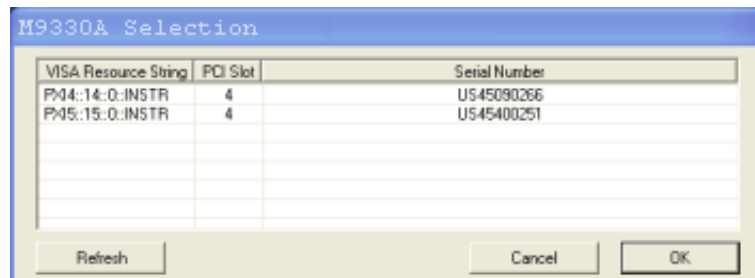 M9330A Selection
VISA Resource String PCI Slot Serial Number
PXI4::14::0::INSTR 4 US45090266
PXI5::15::0::INSTR 4 US45400251
Refresh Cancel OK